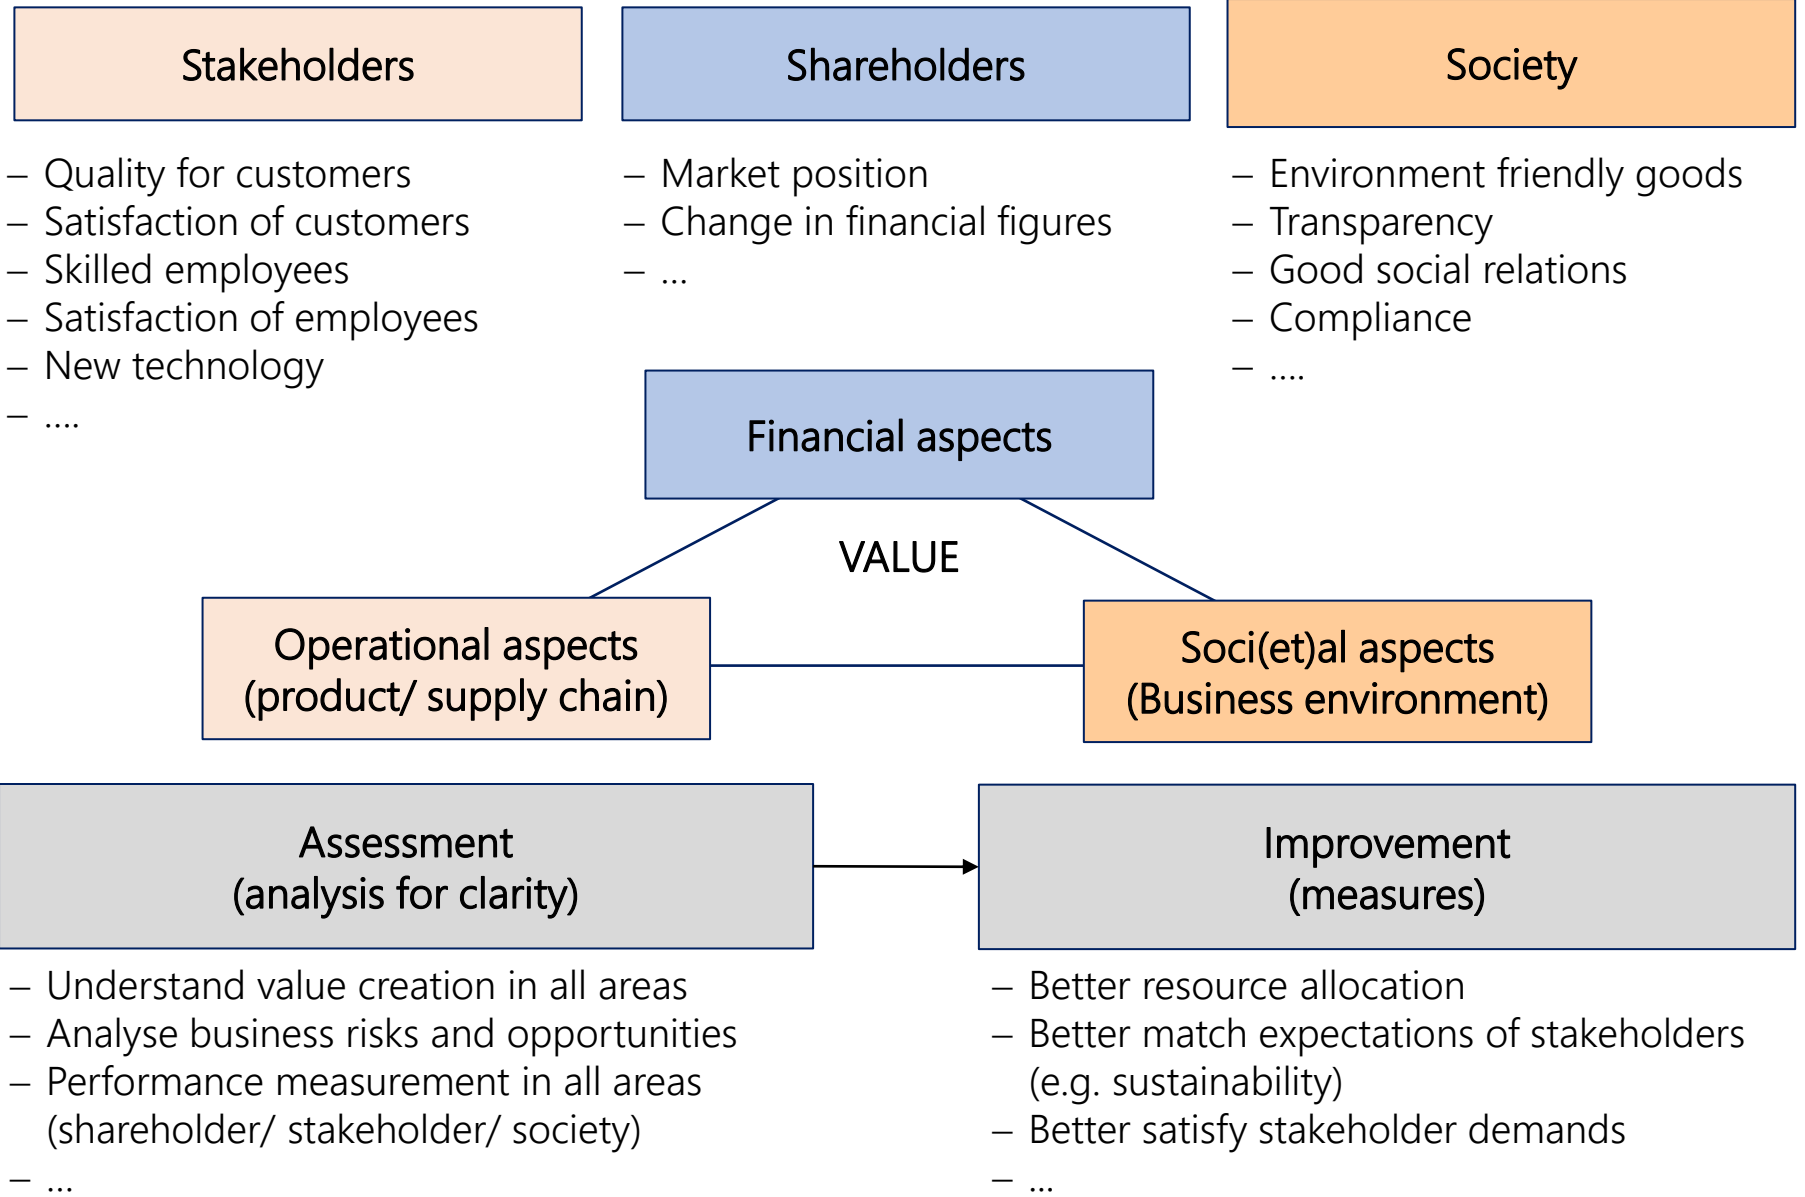 Stakeholders
– Quality for customers
– Satisfaction of customers
– Skilled employees
– Satisfaction of employees
– New technology
– ....
Shareholders
– Market position
– Change in financial figures
– ...
Society
– Environment friendly goods
– Transparency
– Good social relations
– Compliance
– ....
Financial aspects
VALUE
Operational aspects
(product/ supply chain)
Soci(et)al aspects
(Business environment)
Assessment
(analysis for clarity)
– Understand value creation in all areas
– Analyse business risks and opportunities
– Performance measurement in all areas
(shareholder/ stakeholder/ society)
– ...
Improvement
(measures)
– Better resource allocation
– Better match expectations of stakeholders
(e.g. sustainability)
– Better satisfy stakeholder demands
– ...